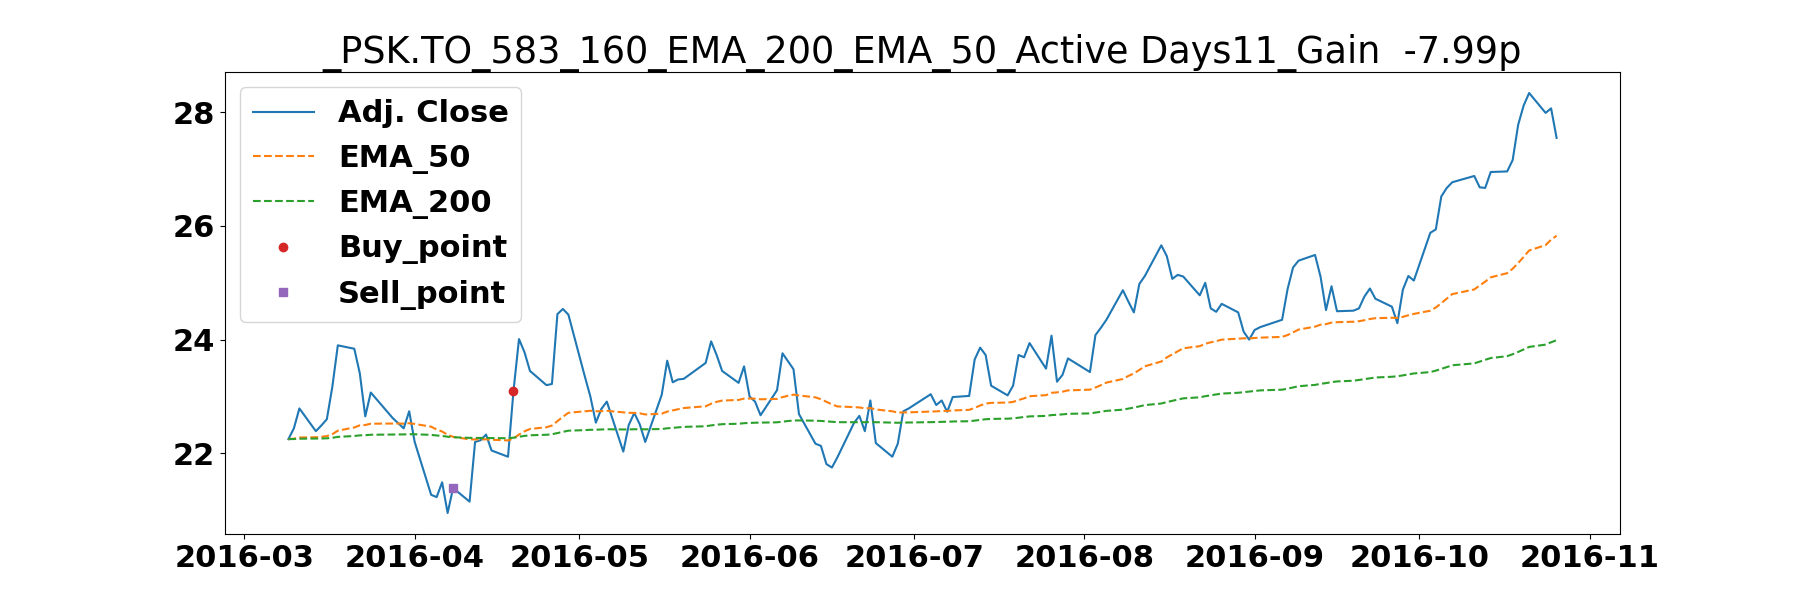 _PSK.TO_583_160_EMA_200_EMA_50_Active Days11_Gain  -7.99p
Adj. Close
EMA_50
EMA_200
Buy_point
Sell_point
28
26
24
22
2016-03 2016-04 2016-05 2016-06 2016-07 2016-08 2016-09 2016-10 2016-11